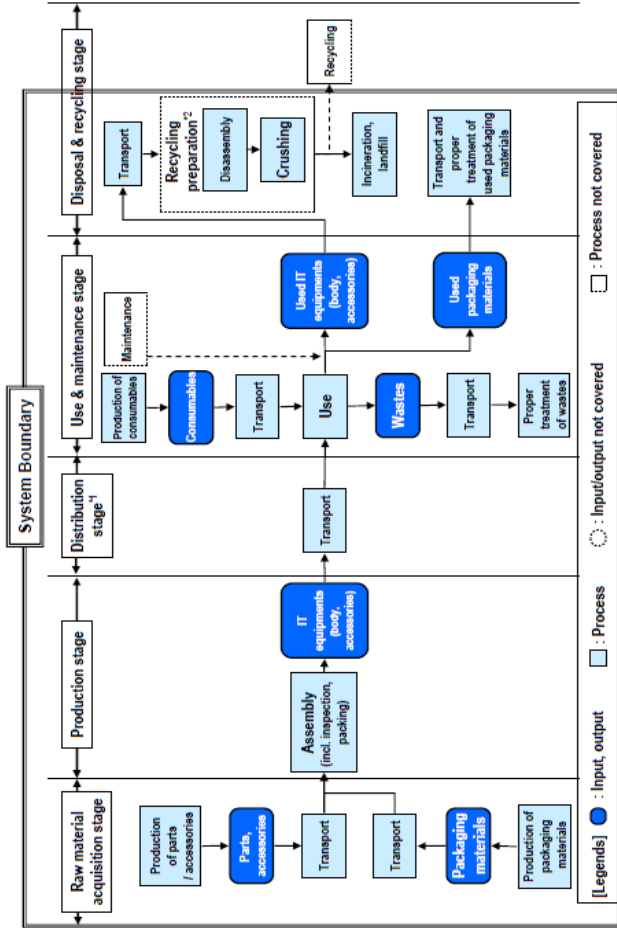 System Boundary
Raw material
acquisition stage
Production stage
Distribution
stage*1
Use & maintenance stage
Disposal & recycling stage
Production
of parts
/ accessories
Parts,
accessories
Transport
Transport
Packaging
materials
Production of
packaging
materials
Assembly
(incl. inspection,
packing)
IT
equipments
(body,
accessories)
Transport
Production of
consumables
Maintenance
Consumables
Transport
Use
Wastes
Transport
Proper
treatment
of wastes
Used IT
equipments
(body,
accessories)
Used
packaging
materials
Transport
Recycling
preparation*2
Disassembly
Crushing
Recycling
Incineration,
landfill
Transport and
proper
treatment of
used packaging
materials
[Legends]
: Input, output
: Process
: Input/output not covered
: Process not covered